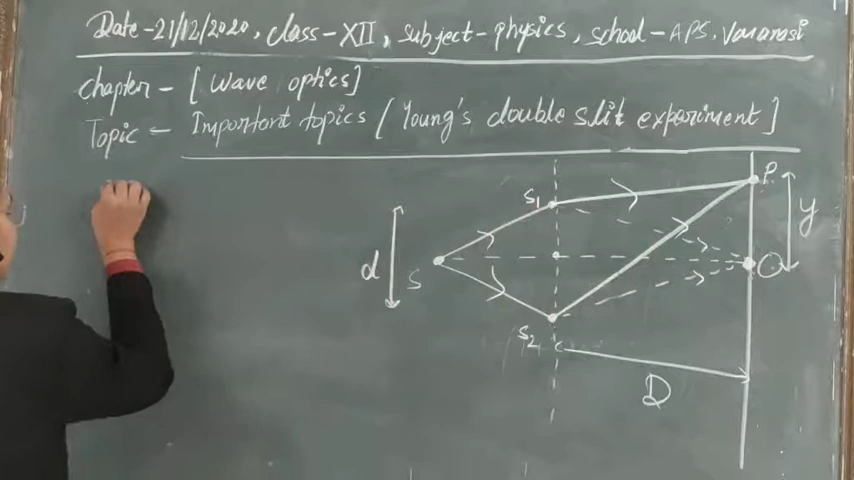 Date-21/12/2020, class-XII, subject-physics, school-APS, Varanasi
chapter - [wave optics]
Topic - Important topics [Young's double slit experiment]
P
S1
y
d
S
O
S2
D